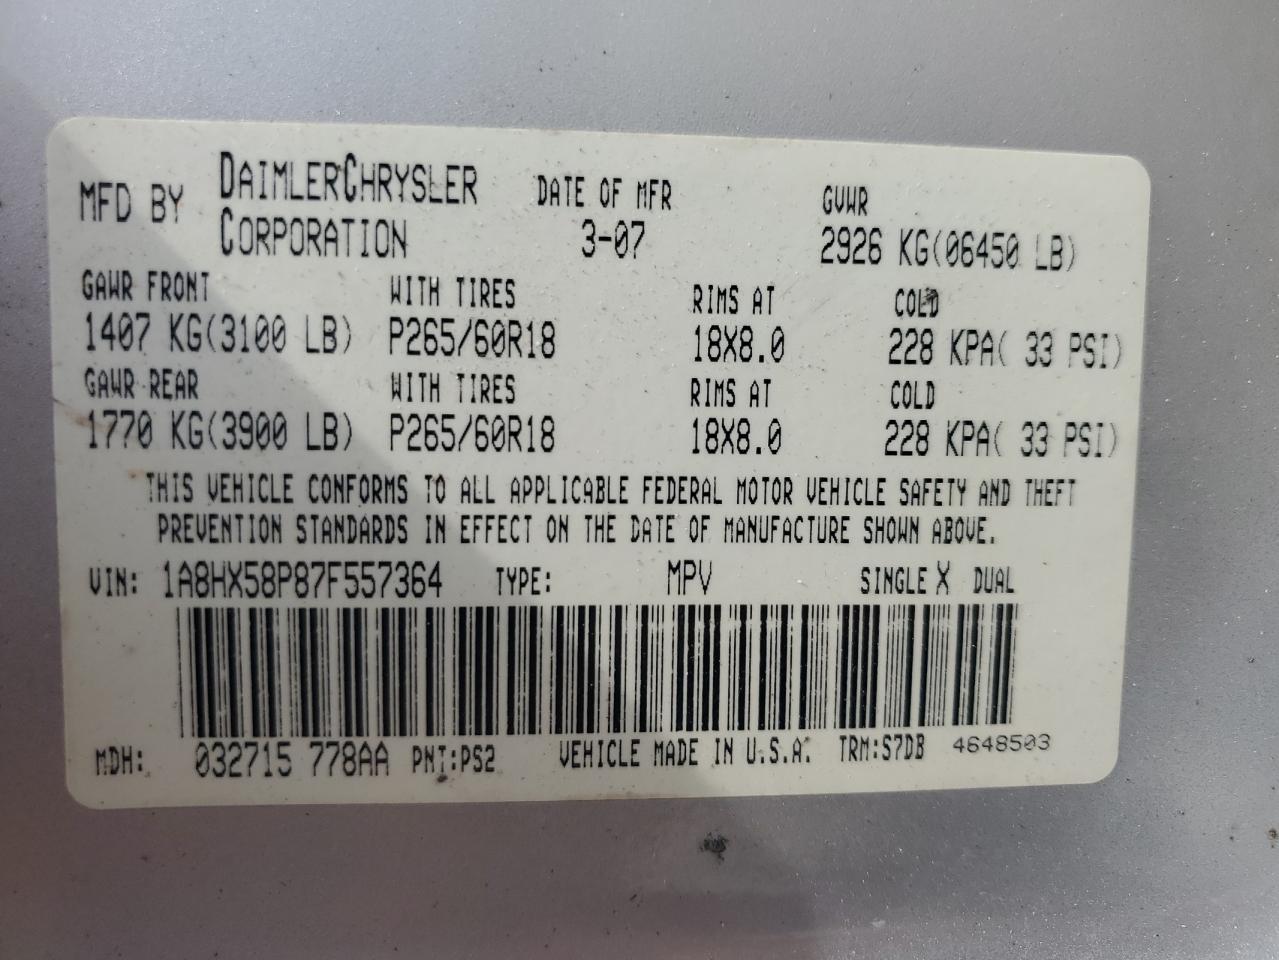 MFD BY DAIMLERCHRYSLER CORPORATION DATE OF MFR 3-07 GVWR 2926 KG(06450 LB)
GAWR FRONT WITH TIRES RIMS AT COLD
1407 KG(3100 LB) P265/60R18 18X8.0 228 KPA( 33 PSI)
GAWR REAR WITH TIRES RIMS AT COLD
1770 KG(3900 LB) P265/60R18 18X8.0 228 KPA( 33 PSI)
THIS VEHICLE CONFORMS TO ALL APPLICABLE FEDERAL MOTOR VEHICLE SAFETY AND THEFT
PREVENTION STANDARDS IN EFFECT ON THE DATE OF MANUFACTURE SHOWN ABOVE.
VIN: 1A8HX58P87F557364 TYPE: MPV SINGLE X DUAL
MDH: 032715 778AA PNT:PS2 VEHICLE MADE IN U.S.A. TRM:S7DB 4648503